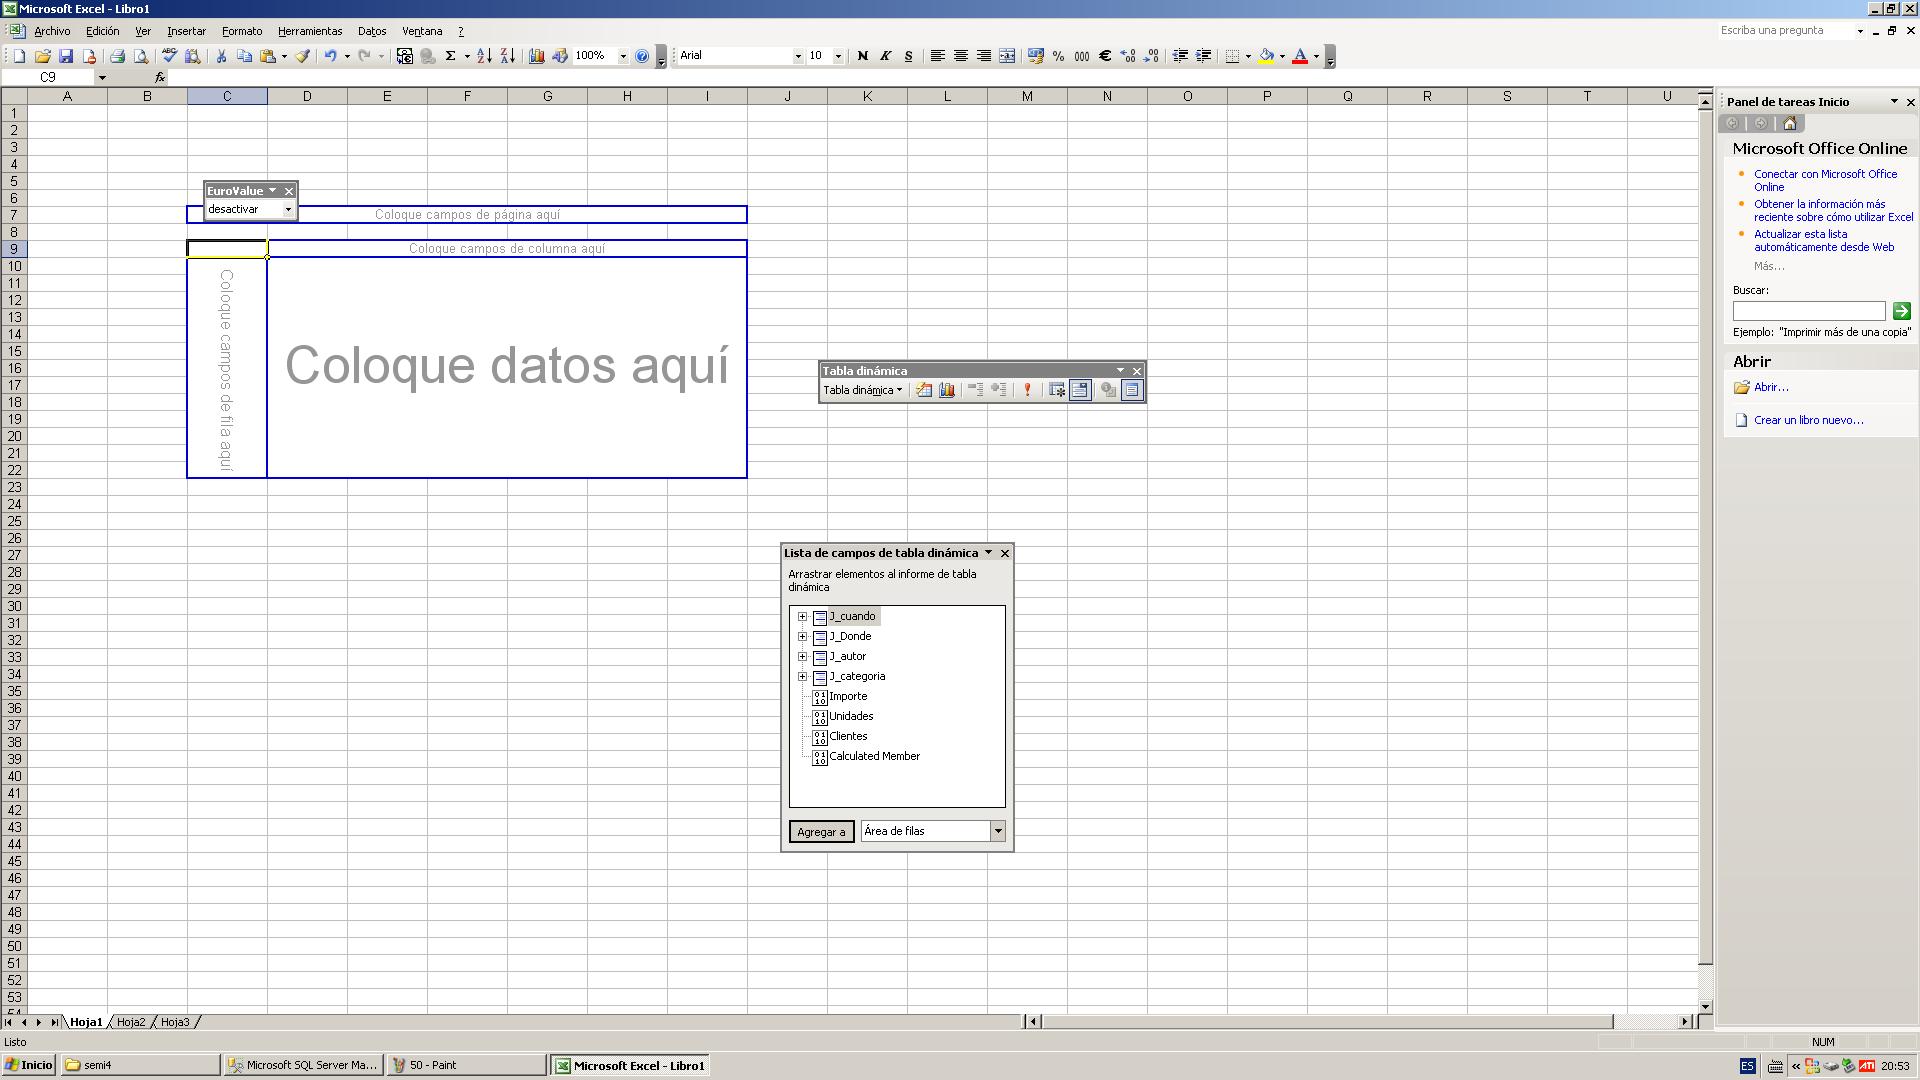 Microsoft Excel - Libro1
Archivo Edición Ver Insertar Formato Herramientas Datos Ventana ? Escriba una pregunta
100% Arial 10 N K S % 000 €
C9 fx
A B C D E F G H I J K L M N O P Q R S T U
1
2
3
4
5
6
7
8
9
10
11
12
13
14
15
16
17
18
19
20
21
22
23
24
25
26
27
28
29
30
31
32
33
34
35
36
37
38
39
40
41
42
43
44
45
46
47
48
49
50
51
52
53
54
EuroValue
desactivar
Coloque campos de página aquí
Coloque campos de columna aquí
Coloque campos de fila aquí
Coloque datos aquí
Tabla dinámica
Tabla dinámica
Lista de campos de tabla dinámica
Arrastrar elementos al informe de tabla
dinámica
J_cuando
J_Donde
J_autor
J_categoria
Importe
Unidades
Clientes
Calculated Member
Agregar a Área de filas
Panel de tareas Inicio
Microsoft Office Online
Conectar con Microsoft Office
Online
Obtener la información más
reciente sobre cómo utilizar Excel
Actualizar esta lista
automáticamente desde Web
Más...
Buscar:
Ejemplo: "Imprimir más de una copia"
Abrir
Abrir...
Crear un libro nuevo...
Hoja1 Hoja2 Hoja3
Listo NUM
Inicio semi4 Microsoft SQL Server Ma... 50 - Paint Microsoft Excel - Libro1 ES « ATI 20:53